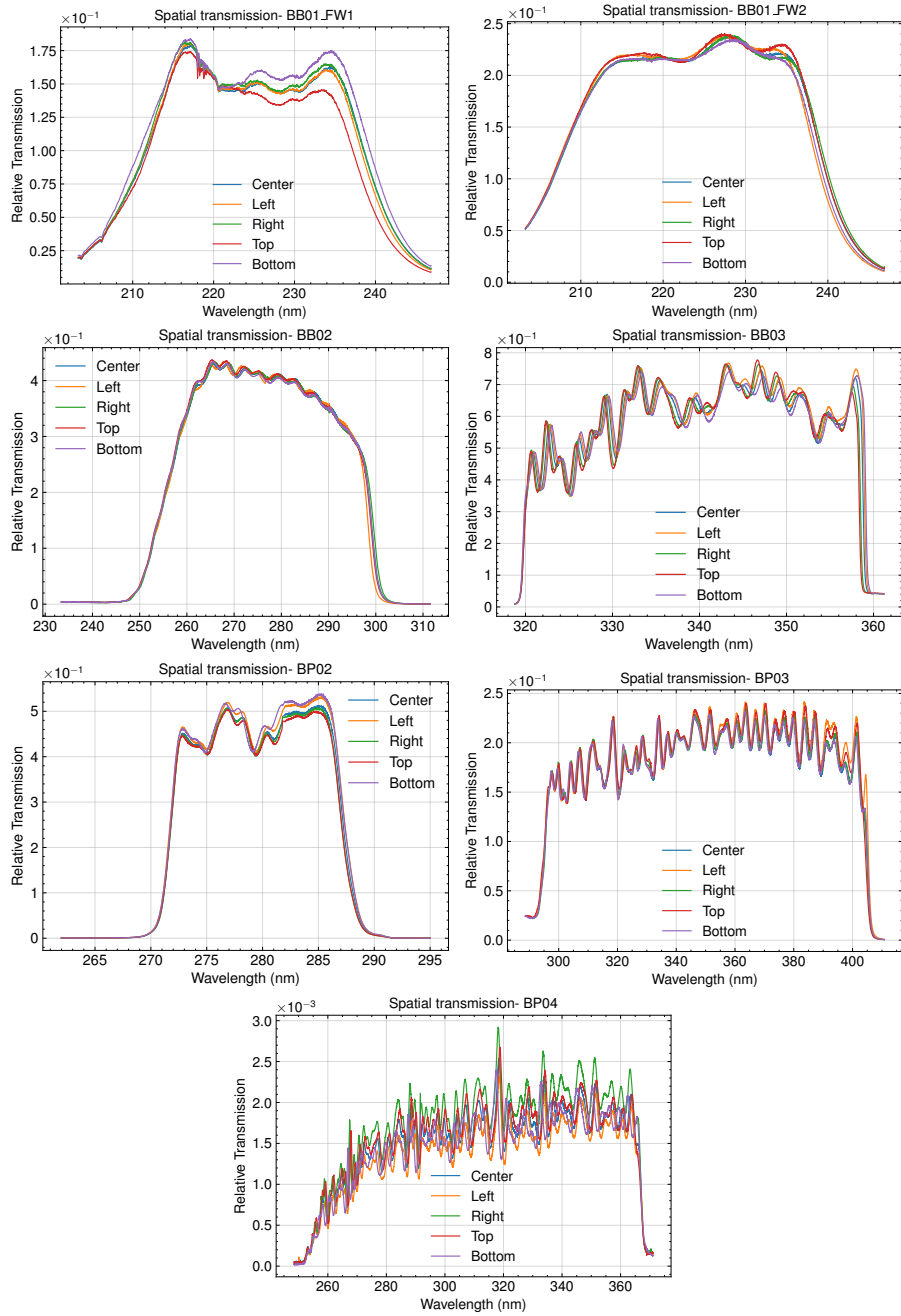 Spatial transmission- BB01_FW1
×10⁻¹
1.75
1.50
1.25
1.00
0.75
0.50
0.25
Relative Transmission
Center
Left
Right
Top
Bottom
210 220 230 240
Wavelength (nm)
Spatial transmission- BB01_FW2
×10⁻¹
2.5
2.0
1.5
1.0
0.5
0.0
Relative Transmission
Center
Left
Right
Top
Bottom
210 220 230 240
Wavelength (nm)
Spatial transmission- BB02
×10⁻¹
4
3
2
1
0
Relative Transmission
Center
Left
Right
Top
Bottom
230 240 250 260 270 280 290 300 310
Wavelength (nm)
Spatial transmission- BB03
×10⁻¹
8
7
6
5
4
3
2
1
0
Relative Transmission
Center
Left
Right
Top
Bottom
320 330 340 350 360
Wavelength (nm)
Spatial transmission- BP02
×10⁻¹
5
4
3
2
1
0
Relative Transmission
Center
Left
Right
Top
Bottom
265 270 275 280 285 290 295
Wavelength (nm)
Spatial transmission- BP03
×10⁻¹
2.5
2.0
1.5
1.0
0.5
0.0
Relative Transmission
Center
Left
Right
Top
Bottom
300 320 340 360 380 400
Wavelength (nm)
Spatial transmission- BP04
×10⁻³
3.0
2.5
2.0
1.5
1.0
0.5
0.0
Relative Transmission
Center
Left
Right
Top
Bottom
260 280 300 320 340 360
Wavelength (nm)